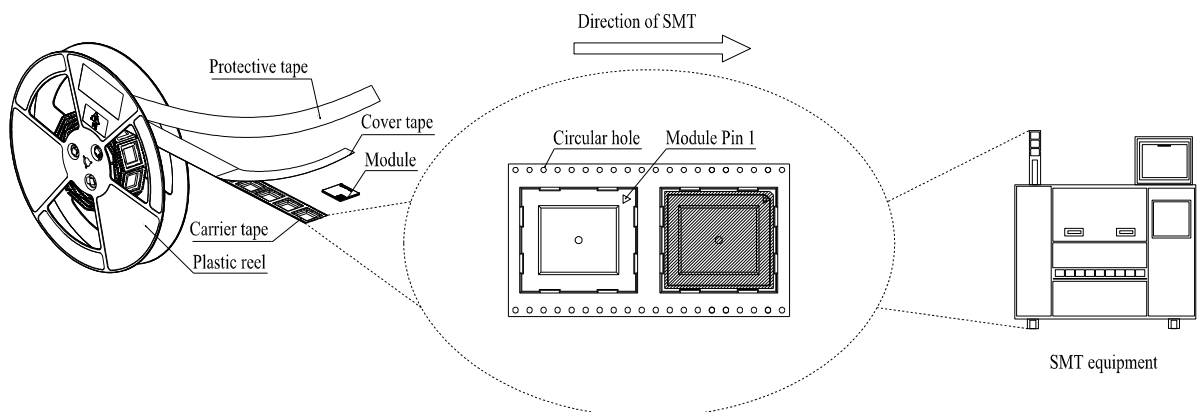 Direction of SMT
Protective tape
Cover tape
Module
Circular hole
Module Pin 1
Carrier tape
Plastic reel
SMT equipment